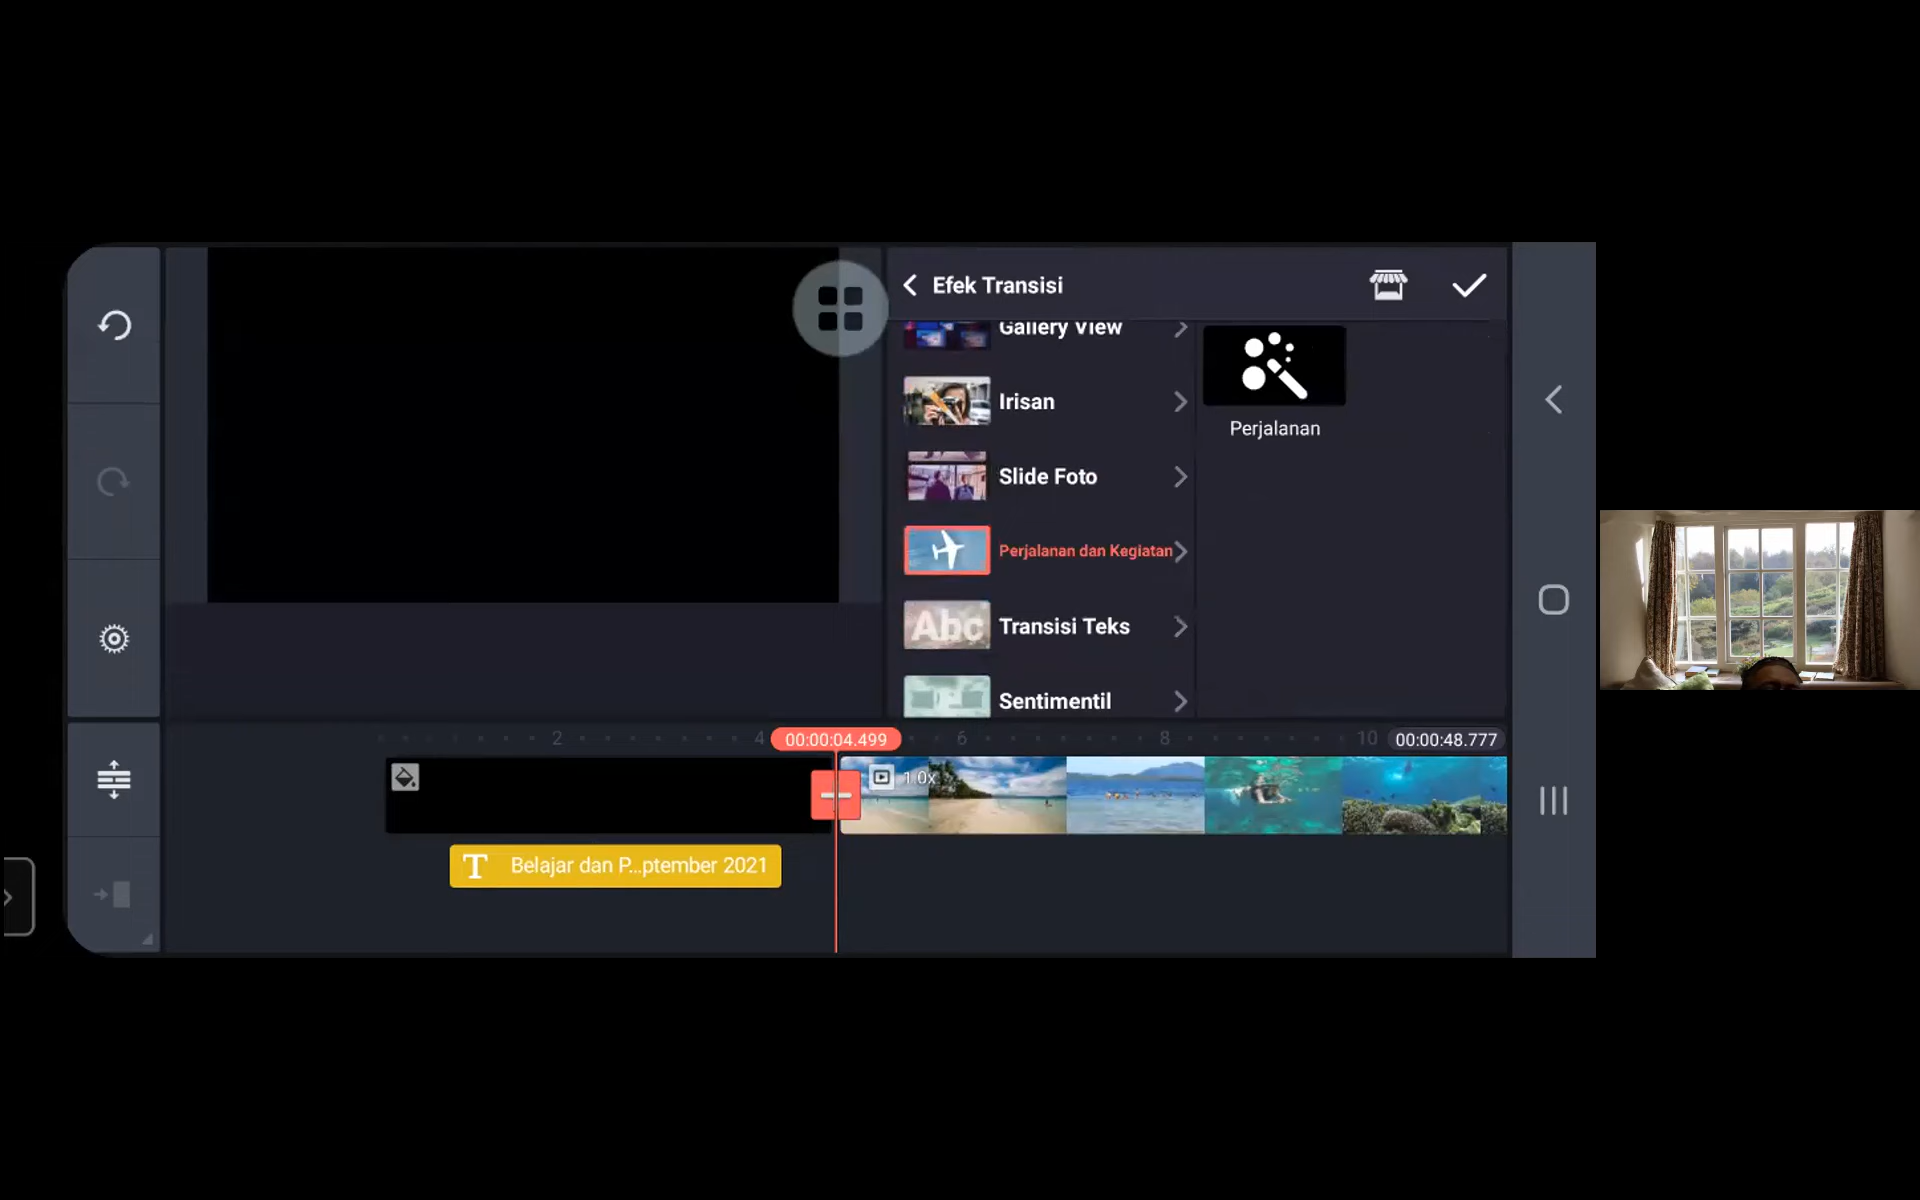 Efek Transisi
Gallery View
Irisan
Slide Foto
Perjalanan dan Kegiatan
Abc Transisi Teks
Sentimentil
Perjalanan
2
4
00:00:04.499
6
8
10
00:00:48.777
1.0x
T Belajar dan P...ptember 2021